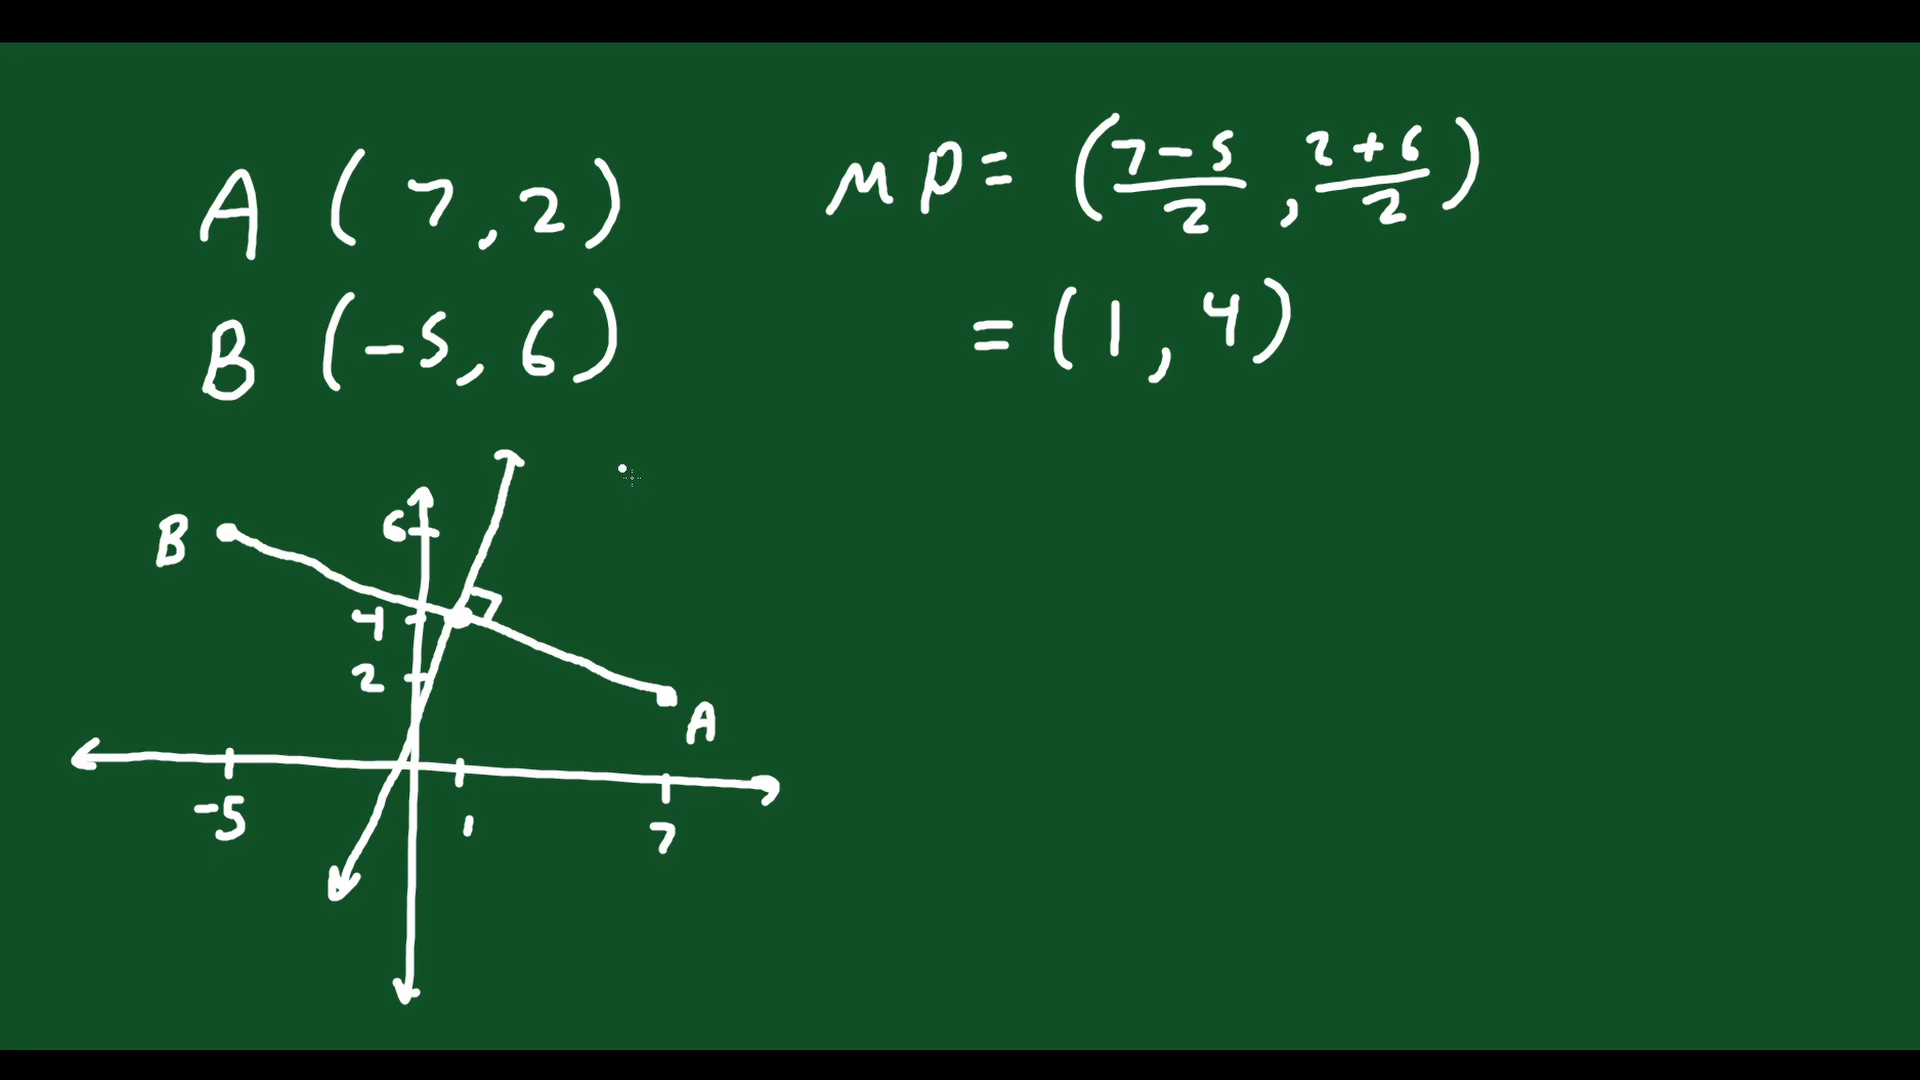 A (7, 2)
B (-5, 6)
MP = (7-5/2, 2+6/2)
= (1, 4)
B
6
4
2
A
-5
1
7